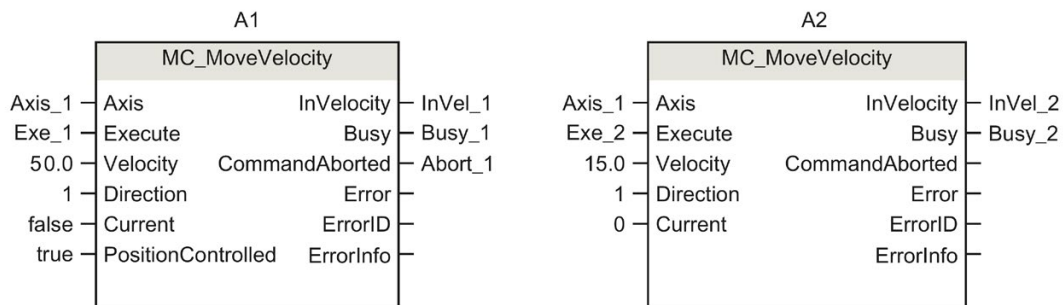 A1
MC_MoveVelocity
Axis_1 Axis InVelocity InVel_1
Exe_1 Execute Busy Busy_1
50.0 Velocity CommandAborted Abort_1
1 Direction Error
false Current ErrorID
true PositionControlled ErrorInfo
A2
MC_MoveVelocity
Axis_1 Axis InVelocity InVel_2
Exe_2 Execute Busy Busy_2
15.0 Velocity CommandAborted
1 Direction Error
0 Current ErrorID
ErrorInfo